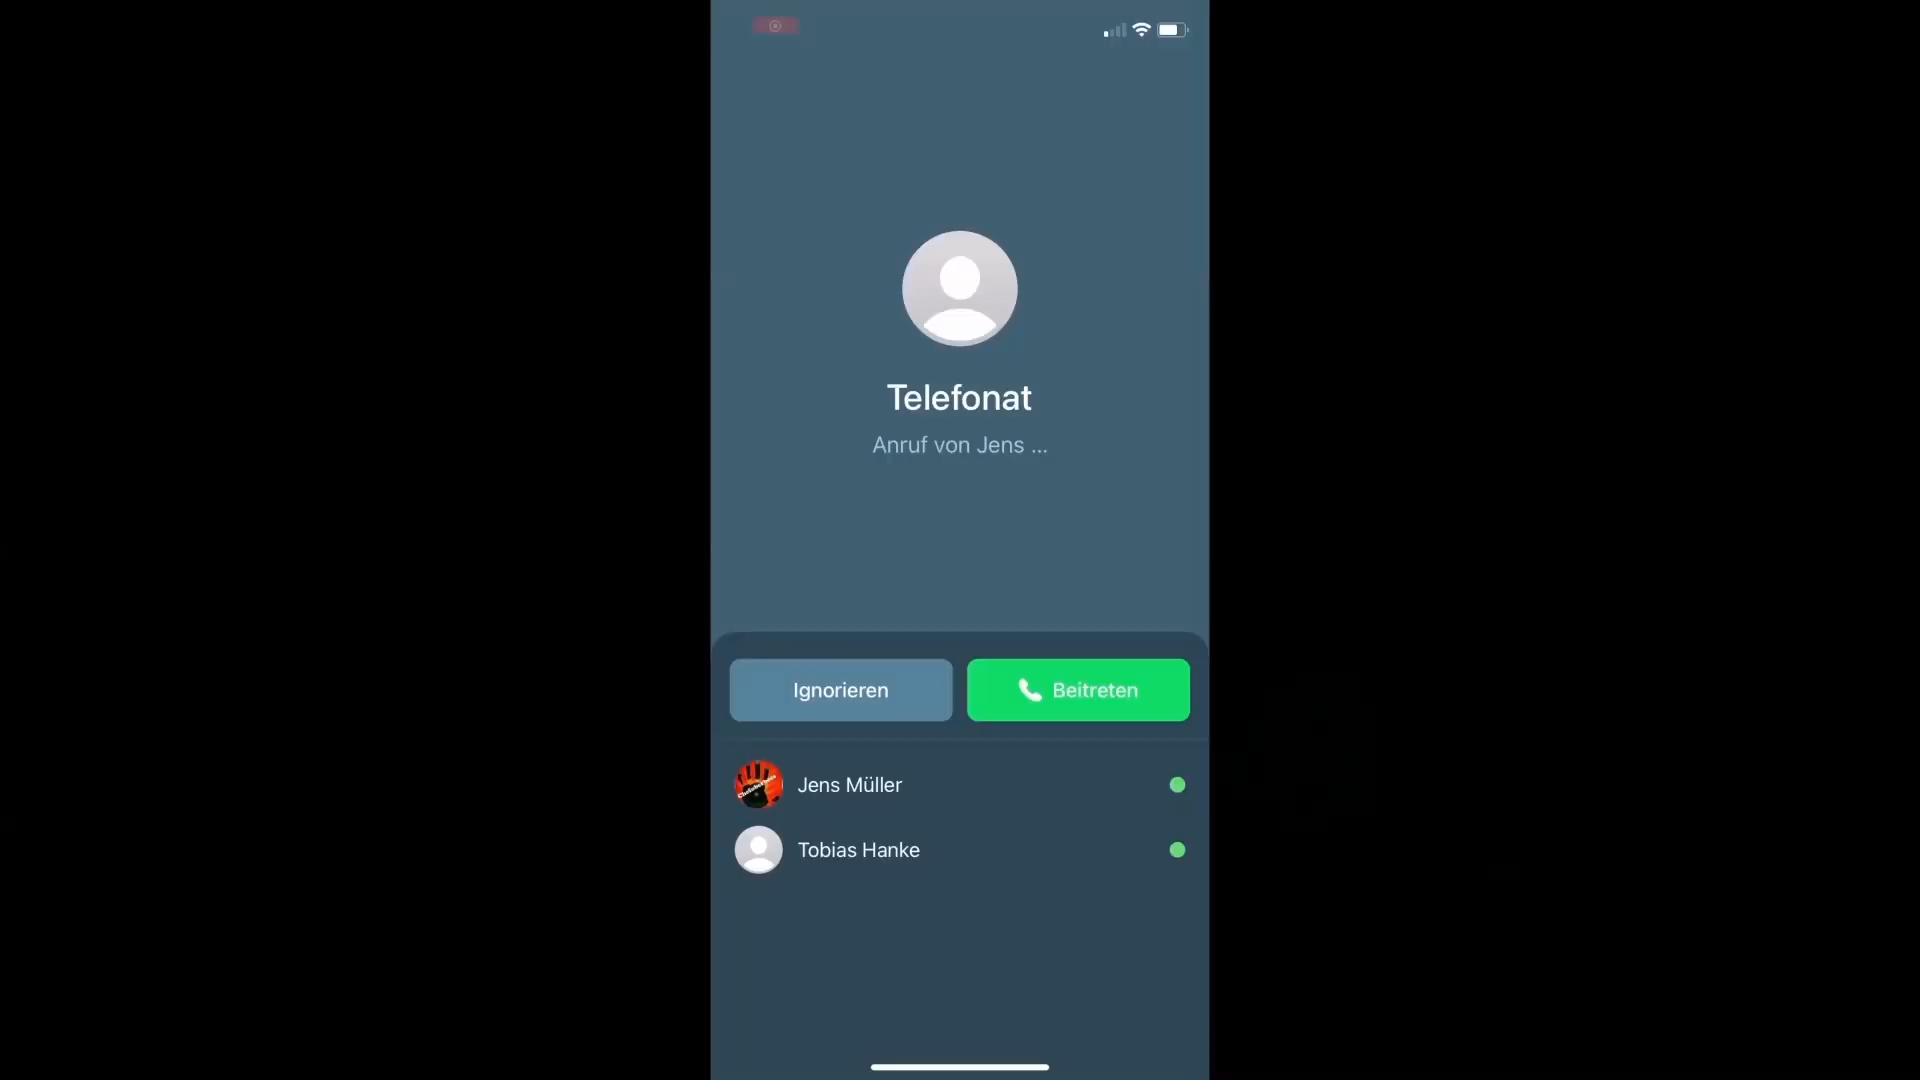 Telefonat
Anruf von Jens ...
Ignorieren
Beitreten
Jens Müller
Tobias Hanke